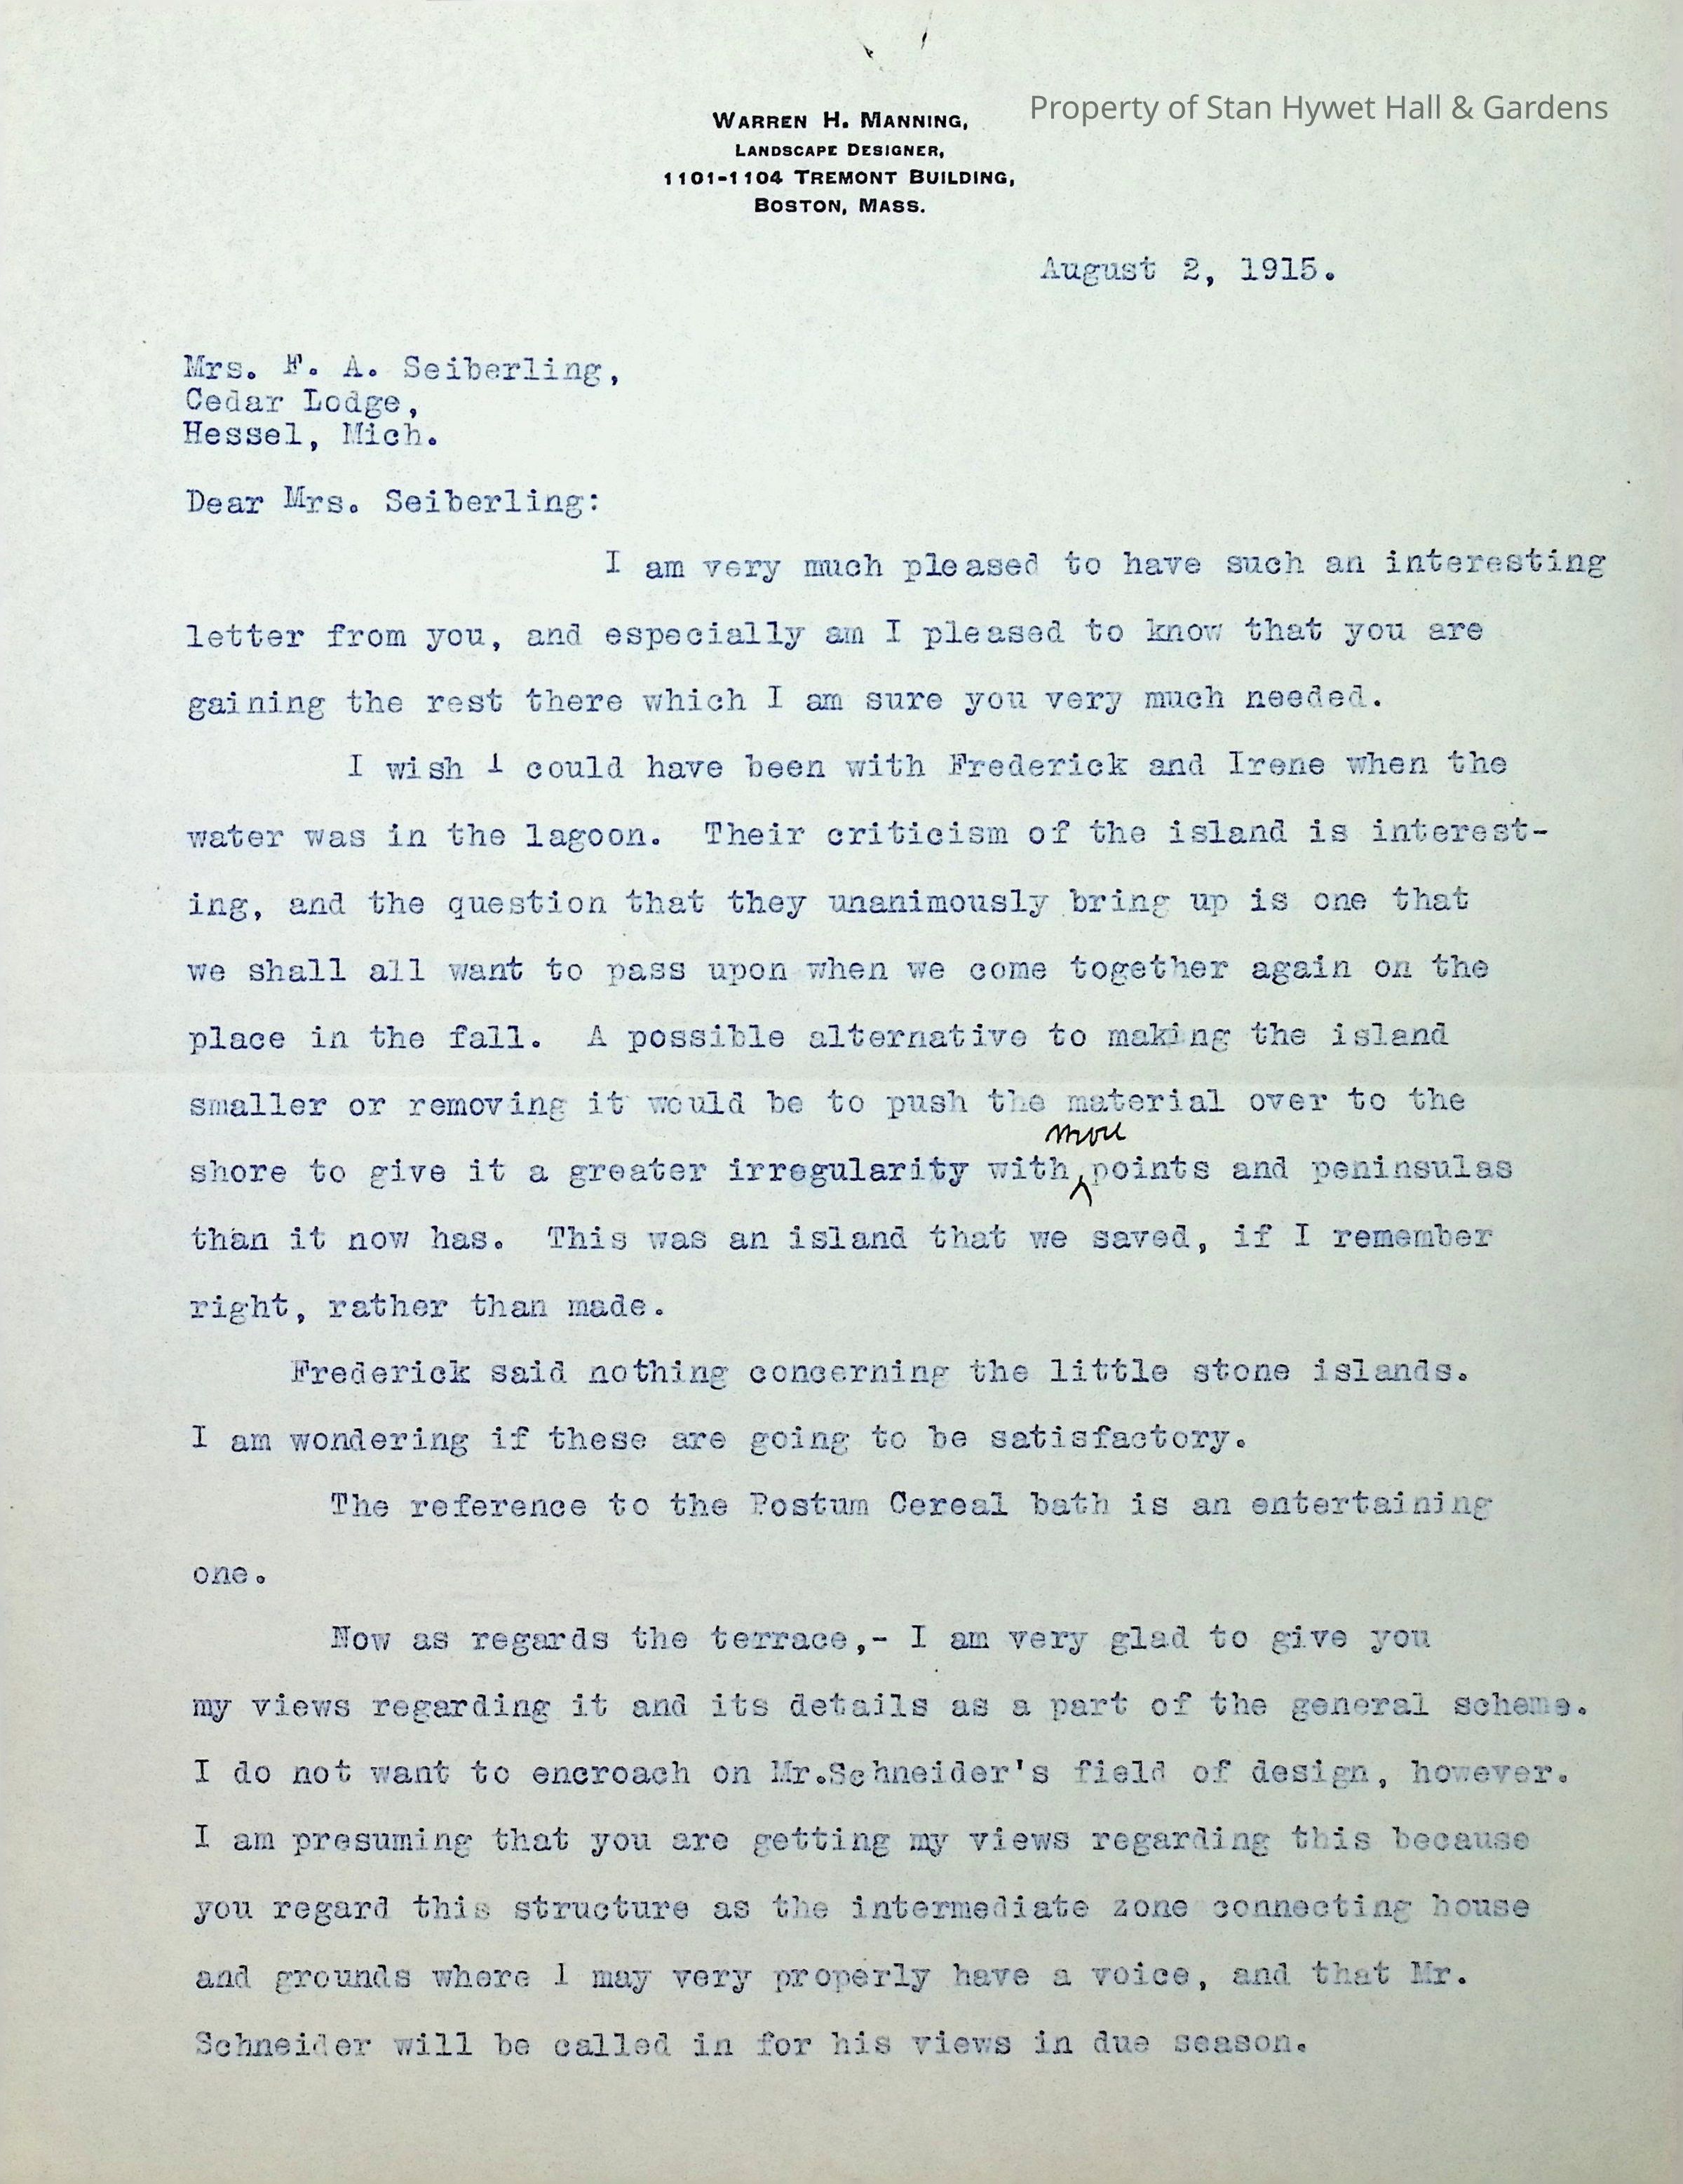 Property of Stan Hywet Hall & Gardens
WARREN H. MANNING,
LANDSCAPE DESIGNER,
1101-1104 TREMONT BUILDING,
BOSTON, MASS.
August 2, 1915.
Mrs. F. A. Seiberling,
Cedar Lodge,
Hessel, Mich.
Dear Mrs. Seiberling:
I am very much pleased to have such an interesting
letter from you, and especially am I pleased to know that you are
gaining the rest there which I am sure you very much needed.
I wish I could have been with Frederick and Irene when the
water was in the lagoon. Their criticism of the island is interest-
ing, and the question that they unanimously bring up is one that
we shall all want to pass upon when we come together again on the
place in the fall. A possible alternative to making the island
smaller or removing it would be to push the material over to the
more
shore to give it a greater irregularity with points and peninsulas
than it now has. This was an island that we saved, if I remember
right, rather than made.
Frederick said nothing concerning the little stone islands.
I am wondering if these are going to be satisfactory.
The reference to the Postum Cereal bath is an entertaining
one.
Now as regards the terrace,- I am very glad to give you
my views regarding it and its details as a part of the general scheme.
I do not want to encroach on Mr.Schneider's field of design, however.
I am presuming that you are getting my views regarding this because
you regard this structure as the intermediate zone connecting house
and grounds where I may very properly have a voice, and that Mr.
Schneider will be called in for his views in due season.